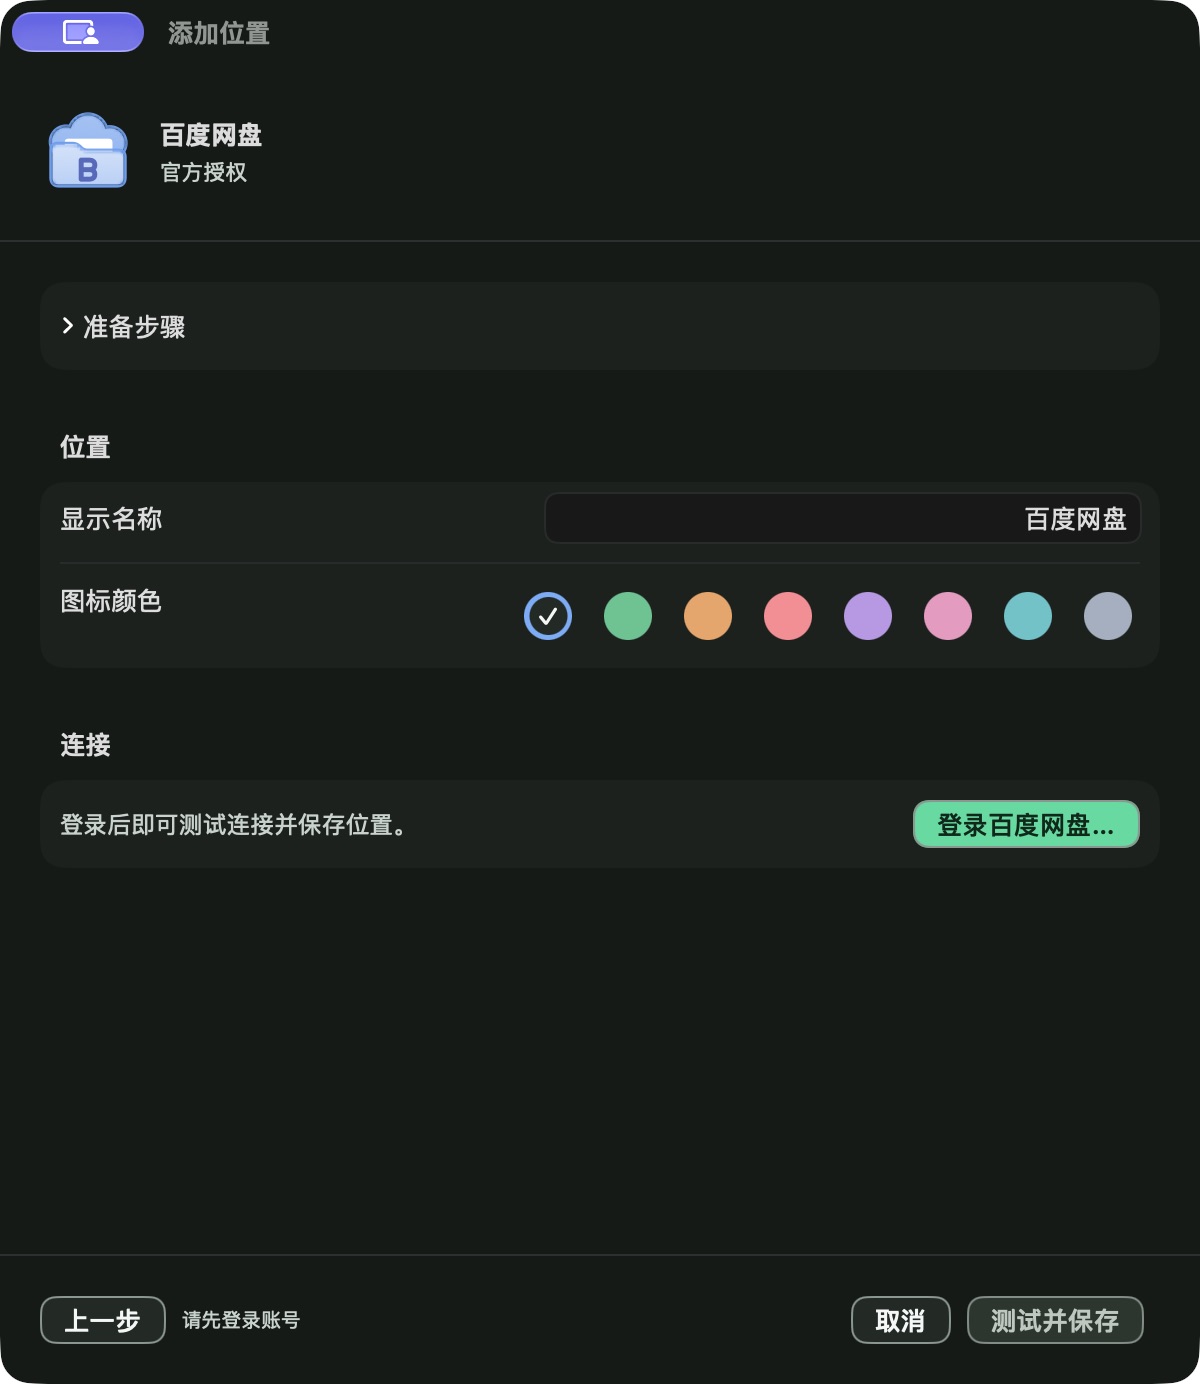 添加位置
百度网盘
官方授权
B
准备步骤
位置
显示名称
百度网盘
图标颜色
连接
登录后即可测试连接并保存位置。
登录百度网盘...
上一步
请先登录账号
取消
测试并保存